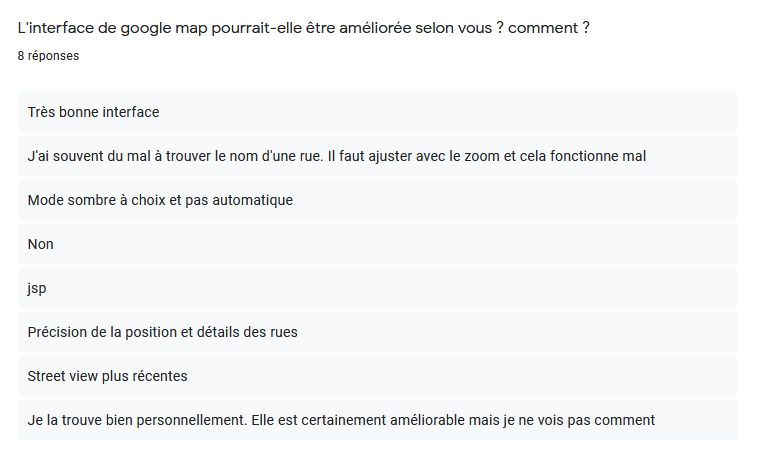 L'interface de google map pourrait-elle être améliorée selon vous ? comment ?
8 réponses
Très bonne interface
J'ai souvent du mal à trouver le nom d'une rue. Il faut ajuster avec le zoom et cela fonctionne mal
Mode sombre à choix et pas automatique
Non
jsp
Précision de la position et détails des rues
Street view plus récentes
Je la trouve bien personnellement. Elle est certainement améliorable mais je ne vois pas comment